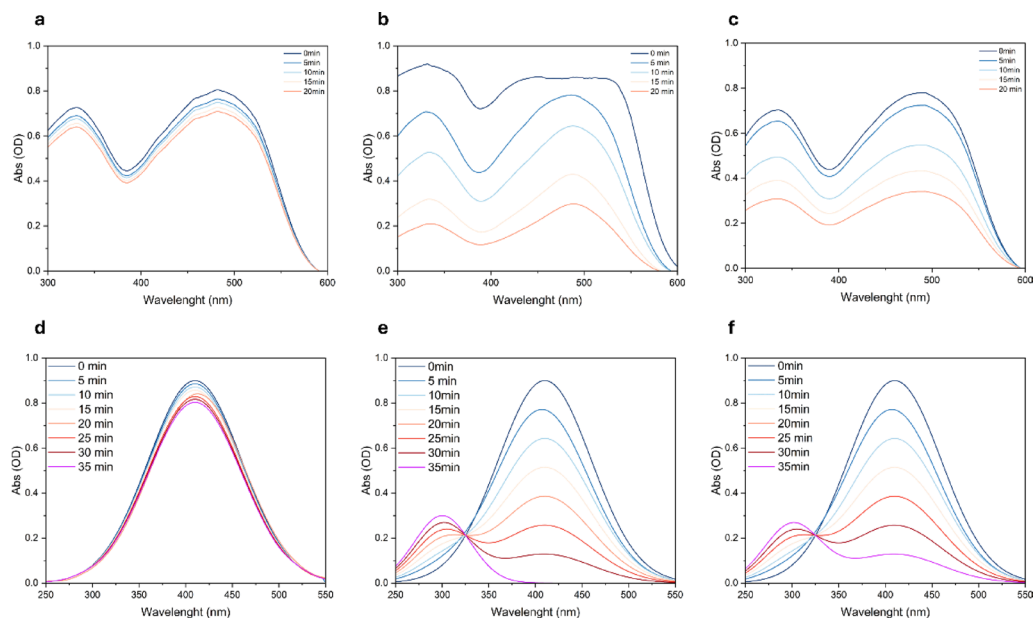 a
b
c
1.0
0.8
0.6
0.4
0.2
0.0
Abs (OD)
300
400
500
600
Wavelenght (nm)
0min
5min
10min
15min
20min
1.0
0.8
0.6
0.4
0.2
0.0
Abs (OD)
300
350
400
450
500
550
600
Wavelenght (nm)
0 min
5 min
10 min
15 min
20 min
1.0
0.8
0.6
0.4
0.2
0.0
Abs (OD)
300
400
500
600
Wavelenght (nm)
0min
5min
10min
15min
20 min
d
e
f
1.0
0.8
0.6
0.4
0.2
0.0
Abs (OD)
250
300
350
400
450
500
550
Wavelenght (nm)
0 min
5 min
10 min
15 min
20 min
25 min
30 min
35 min
1.0
0.8
0.6
0.4
0.2
0.0
Abs (OD)
250
300
350
400
450
500
550
Wavelenght (nm)
0min
5 min
10min
15min
20min
25min
30min
35min
1.0
0.8
0.6
0.4
0.2
0.0
Abs (OD)
250
300
350
400
450
500
550
Wavelenght (nm)
0min
5min
10min
15min
20min
25 min
30min
35min